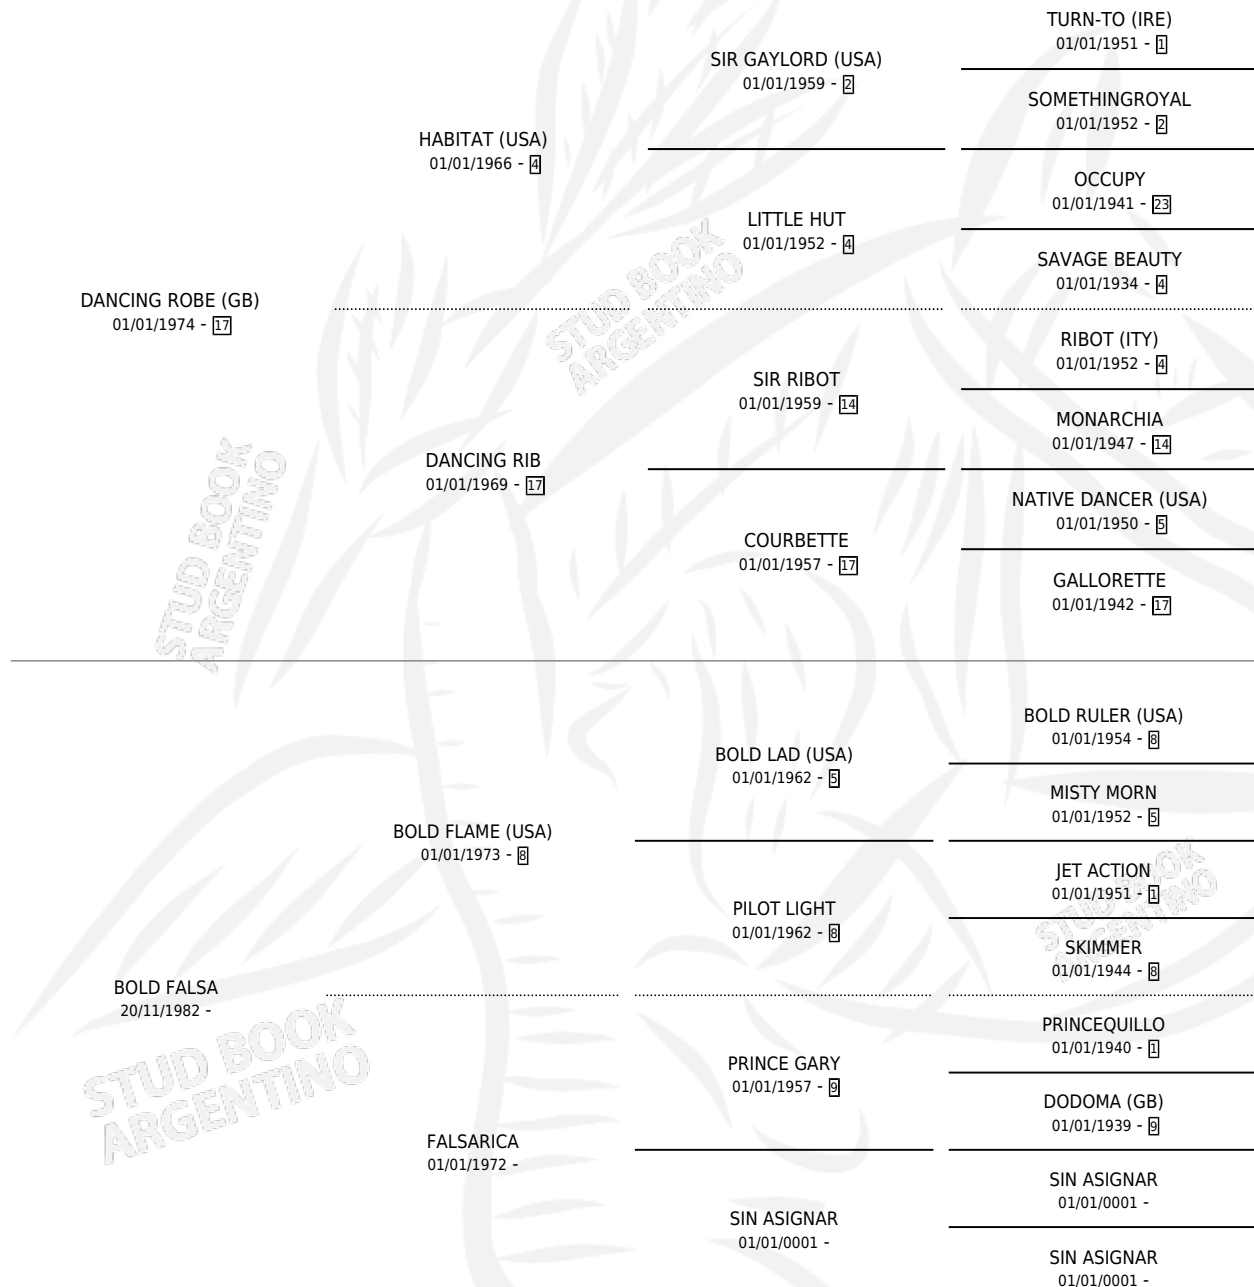 TURN-TO (IRE)
01/01/1951 - 1
SIR GAYLORD (USA)
01/01/1959 - 2
SOMETHINGROYAL
01/01/1952 - 2
HABITAT (USA)
01/01/1966 - 4
OCCUPY
01/01/1941 - 23
LITTLE HUT
01/01/1952 - 4
SAVAGE BEAUTY
01/01/1934 - 4
DANCING ROBE (GB)
01/01/1974 - 17
RIBOT (ITY)
01/01/1952 - 4
SIR RIBOT
01/01/1959 - 14
MONARCHIA
01/01/1947 - 14
DANCING RIB
01/01/1969 - 17
NATIVE DANCER (USA)
01/01/1950 - 5
COURBETTE
01/01/1957 - 17
GALLORETTE
01/01/1942 - 17
STUD BOOK
ARGENTINO
STUD BOOK
ARGENTINO
BOLD RULER (USA)
01/01/1954 - 8
BOLD LAD (USA)
01/01/1962 - 5
MISTY MORN
01/01/1952 - 5
BOLD FLAME (USA)
01/01/1973 - 8
JET ACTION
01/01/1951 - 1
PILOT LIGHT
01/01/1962 - 8
SKIMMER
01/01/1944 - 8
BOLD FALSA
20/11/1982 -
PRINCEQUILLO
01/01/1940 - 1
PRINCE GARY
01/01/1957 - 9
DODOMA (GB)
01/01/1939 - 9
FALSARICA
01/01/1972 -
SIN ASIGNAR
01/01/0001 -
SIN ASIGNAR
01/01/0001 -
SIN ASIGNAR
01/01/0001 -
STUD BOOK
ARGENTINO
STUD BOOK
ARGENTINO